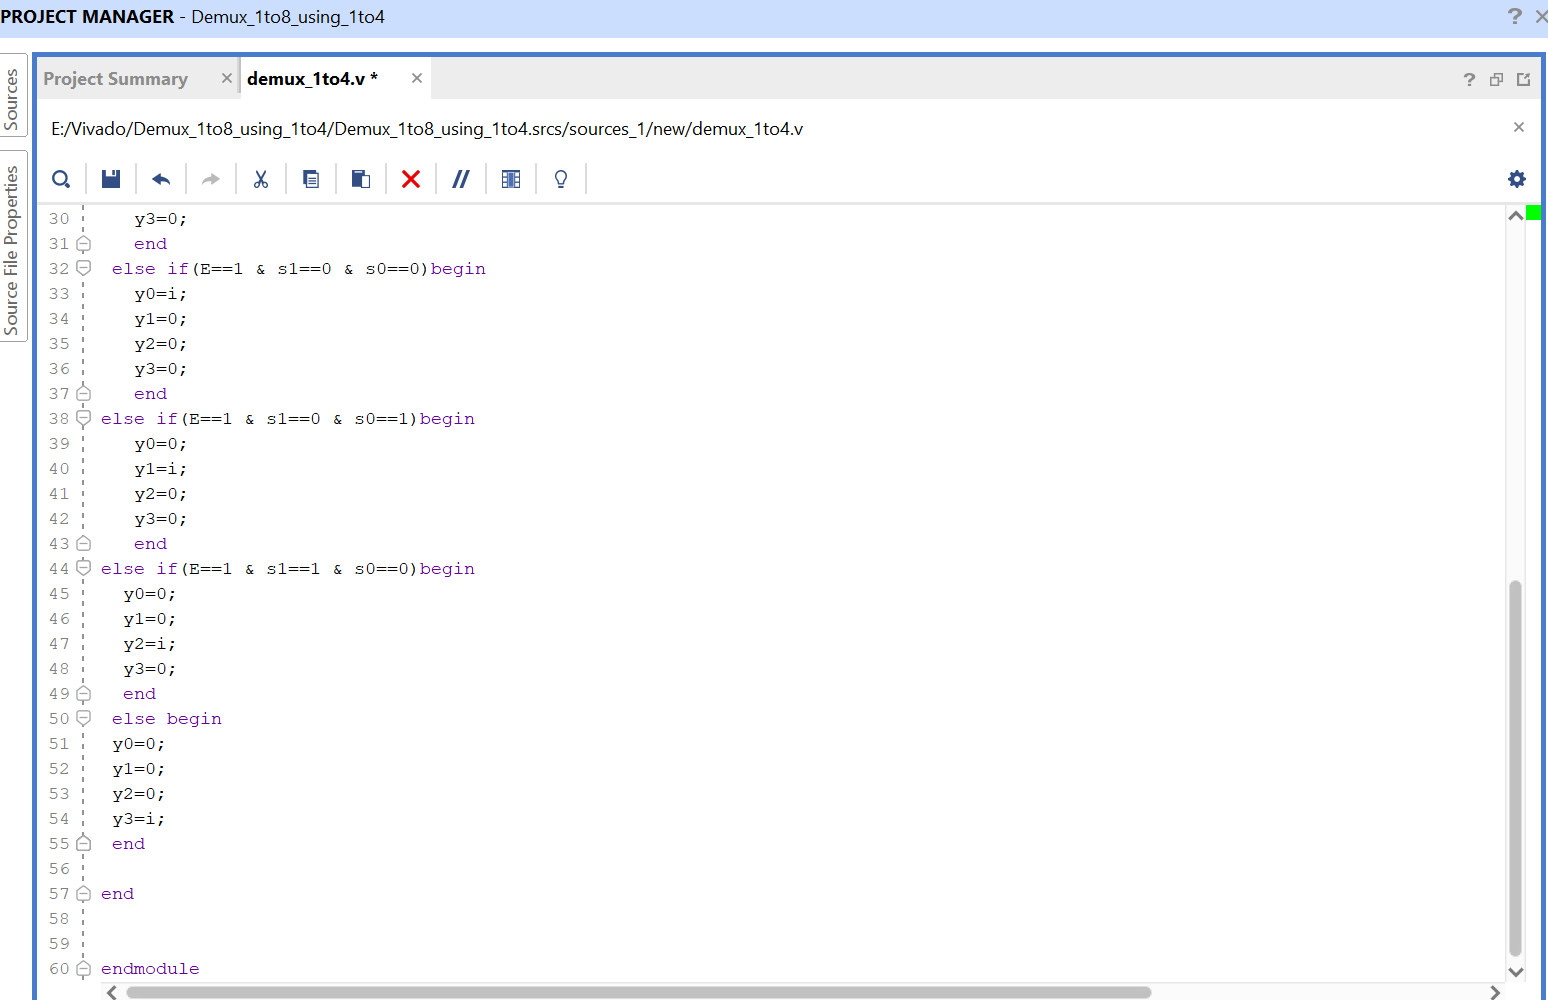 PROJECT MANAGER - Demux_1to8_using_1to4
?
Sources
Source File Properties
Project Summary
demux_1to4.v *
?
E:/Vivado/Demux_1to8_using_1to4/Demux_1to8_using_1to4.srcs/sources_1/new/demux_1to4.v
//
30 y3=0;
31 end
32 else if(E==1 & s1==0 & s0==0)begin
33 y0=i;
34 y1=0;
35 y2=0;
36 y3=0;
37 end
38 else if(E==1 & s1==0 & s0==1)begin
39 y0=0;
40 y1=i;
41 y2=0;
42 y3=0;
43 end
44 else if(E==1 & s1==1 & s0==0)begin
45 y0=0;
46 y1=0;
47 y2=i;
48 y3=0;
49 end
50 else begin
51 y0=0;
52 y1=0;
53 y2=0;
54 y3=i;
55 end
56
57 end
58
59
60 endmodule